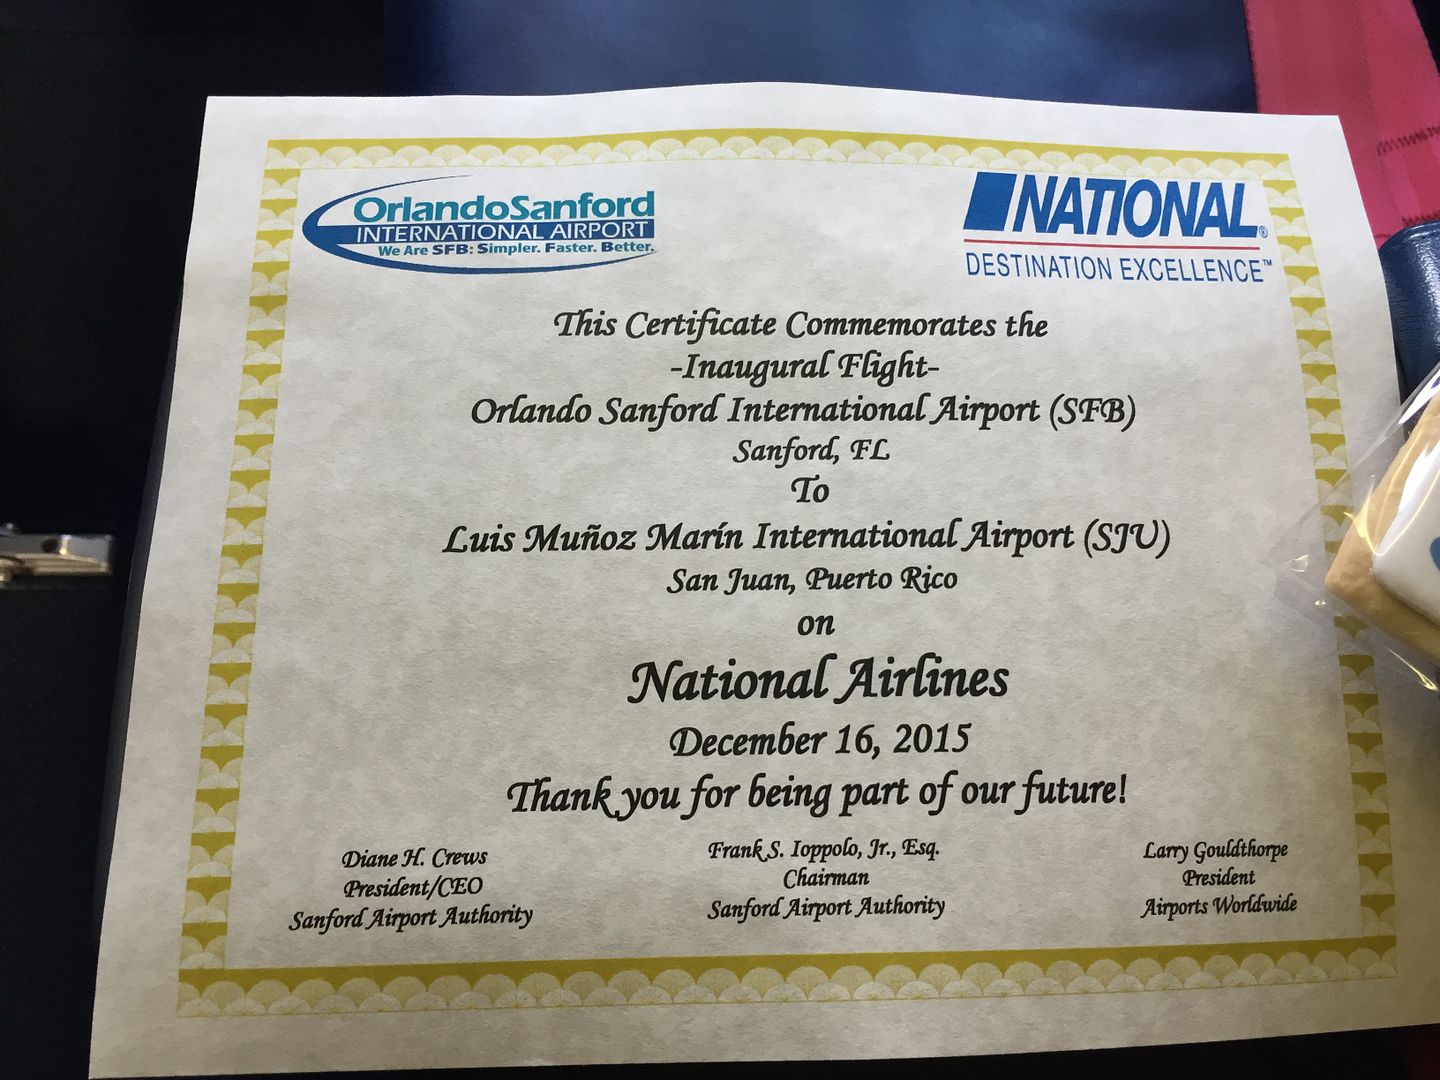 OrlandoSanford
INTERNATIONAL AIRPORT
We Are SFB: Simpler. Faster. Better.
NATIONAL®
DESTINATION EXCELLENCE™
This Certificate Commemorates the
-Inaugural Flight-
Orlando Sanford International Airport (SFB)
Sanford, FL
To
Luis Muñoz Marín International Airport (SJU)
San Juan, Puerto Rico
on
National Airlines
December 16, 2015
Thank you for being part of our future!
Diane H. Crews
President/CEO
Sanford Airport Authority
Frank S. Ioppolo, Jr., Esq.
Chairman
Sanford Airport Authority
Larry Gouldthorpe
President
Airports Worldwide